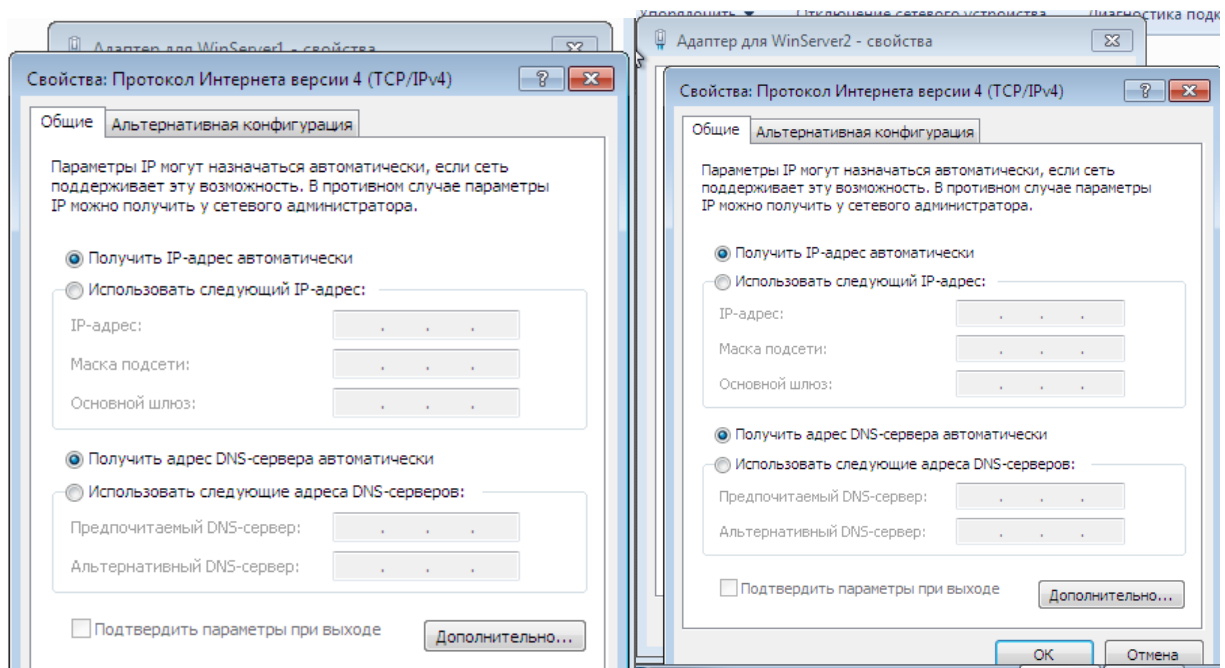 Адаптер для WinServer1 - свойства
Свойства: Протокол Интернета версии 4 (TCP/IPv4)
Общие
Альтернативная конфигурация
Параметры IP могут назначаться автоматически, если сеть
поддерживает эту возможность. В противном случае параметры
IP можно получить у сетевого администратора.
Получить IP-адрес автоматически
Использовать следующий IP-адрес:
IP-адрес:
Маска подсети:
Основной шлюз:
Получить адрес DNS-сервера автоматически
Использовать следующие адреса DNS-серверов:
Предпочитаемый DNS-сервер:
Альтернативный DNS-сервер:
Подтвердить параметры при выходе
Дополнительно...
Упорядочить Отключение сетевого устройства Диагностика подк
Адаптер для WinServer2 - свойства
Свойства: Протокол Интернета версии 4 (TCP/IPv4)
Общие
Альтернативная конфигурация
Параметры IP могут назначаться автоматически, если сеть
поддерживает эту возможность. В противном случае параметры
IP можно получить у сетевого администратора.
Получить IP-адрес автоматически
Использовать следующий IP-адрес:
IP-адрес:
Маска подсети:
Основной шлюз:
Получить адрес DNS-сервера автоматически
Использовать следующие адреса DNS-серверов:
Предпочитаемый DNS-сервер:
Альтернативный DNS-сервер:
Подтвердить параметры при выходе
Дополнительно...
ОК
Отмена